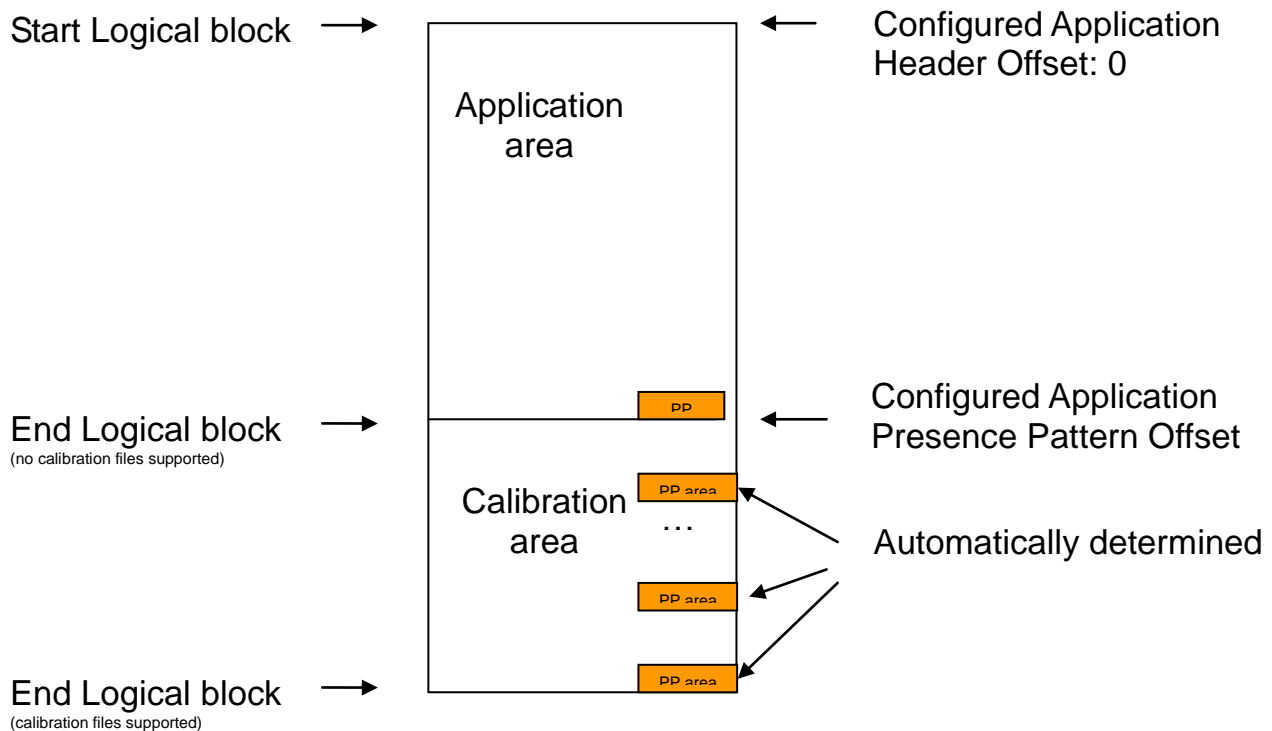 Start Logical block
Configured Application
Header Offset: 0
Application
area
PP
Configured Application
Presence Pattern Offset
End Logical block
(no calibration files supported)
PP area
Calibration
area
...
Automatically determined
PP area
PP area
End Logical block
(calibration files supported)